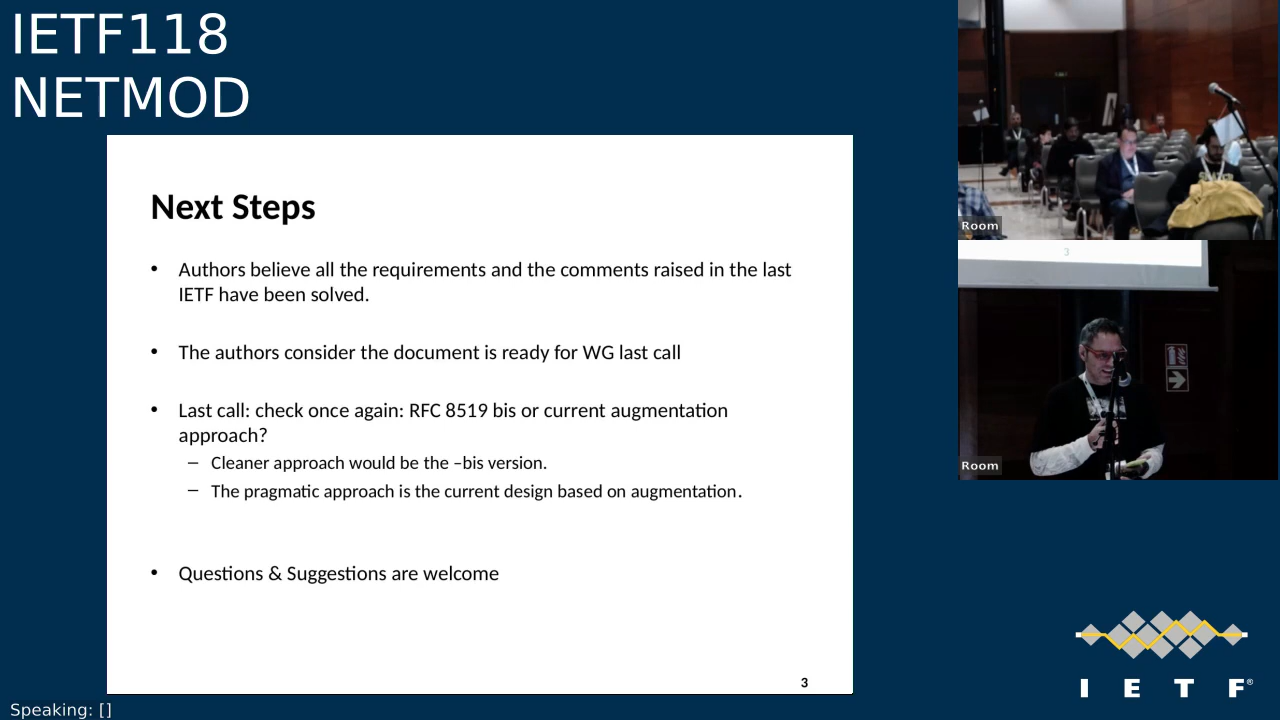 IETF118
NETMOD
Next Steps
• Authors believe all the requirements and the comments raised in the last
IETF have been solved.
• The authors consider the document is ready for WG last call
• Last call: check once again: RFC 8519 bis or current augmentation
approach?
– Cleaner approach would be the –bis version.
– The pragmatic approach is the current design based on augmentation.
• Questions & Suggestions are welcome
3
Room
3
Room
I E T F®
Speaking: []